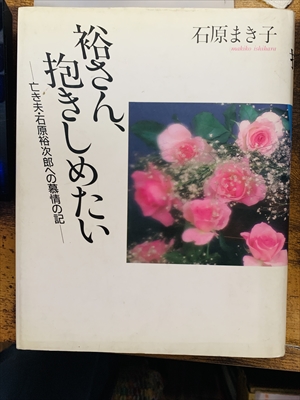 石原まき子
makiko ishihara
裕さん、
抱きしめたい
―亡き夫・石原裕次郎への慕情の記―